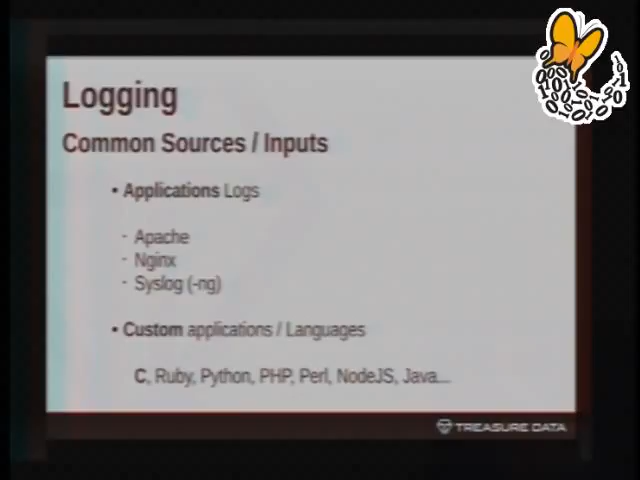 Logging
Common Sources / Inputs
• Applications Logs
- Apache
- Nginx
- Syslog (-ng)
• Custom applications / Languages
C, Ruby, Python, PHP, Perl, NodeJS, Java...
TREASURE DATA